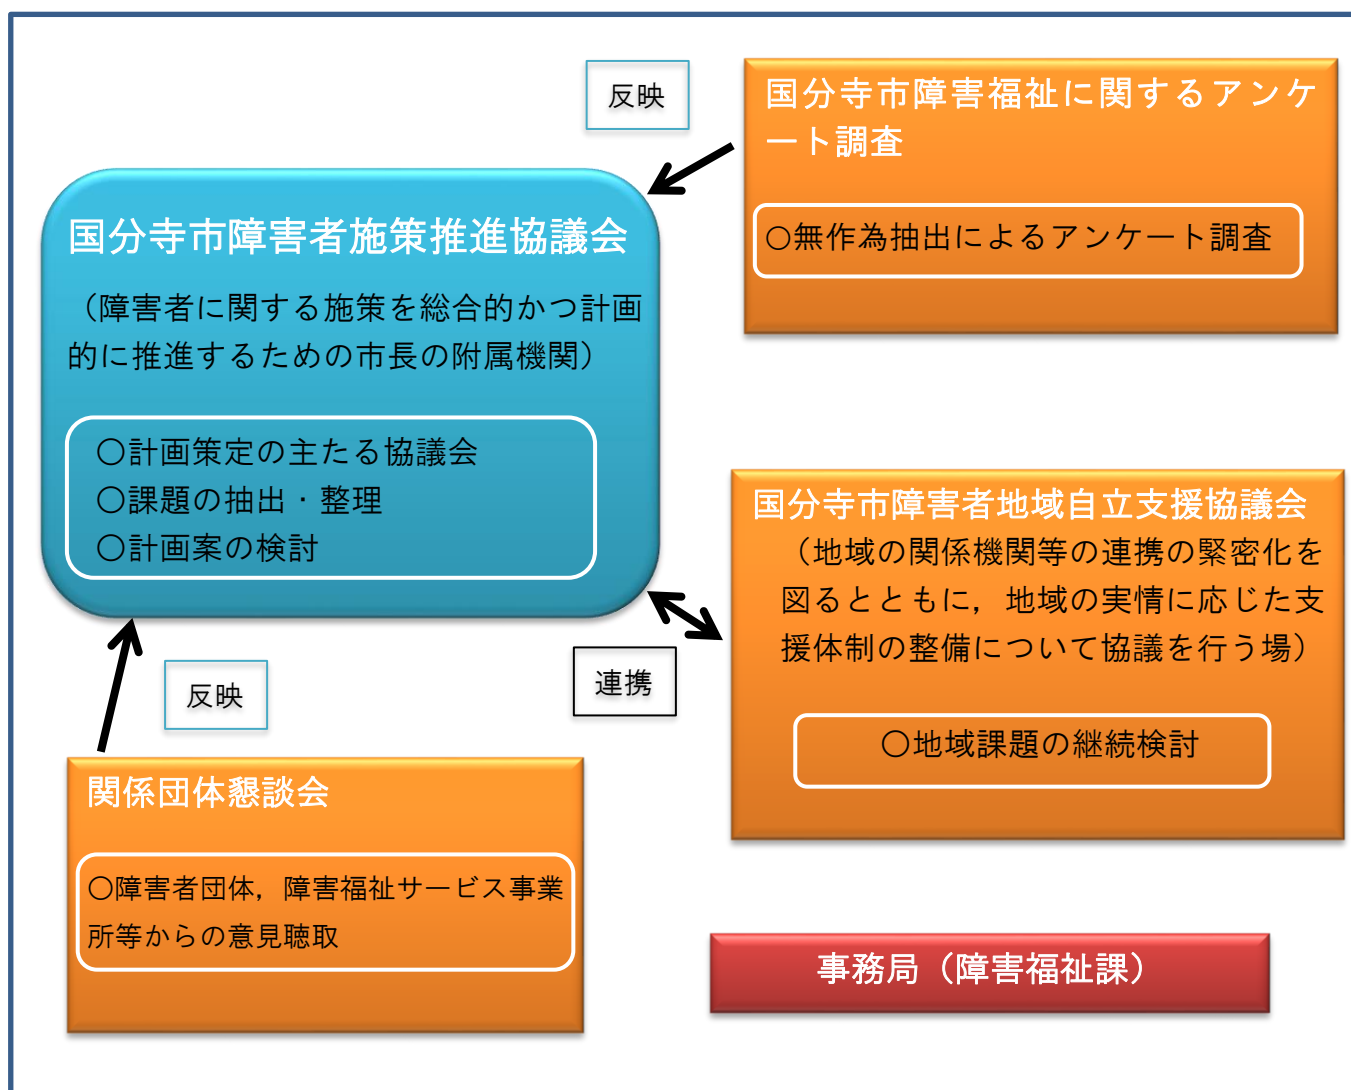 反映
国分寺市障害福祉に関するアンケ
ート調査
○無作為抽出によるアンケート調査
国分寺市障害者施策推進協議会
（障害者に関する施策を総合的かつ計画
的に推進するための市長の附属機関）
○計画策定の主たる協議会
○課題の抽出・整理
○計画案の検討
国分寺市障害者地域自立支援協議会
（地域の関係機関等の連携の緊密化を
図るとともに，地域の実情に応じた支
援体制の整備について協議を行う場）
○地域課題の継続検討
連携
反映
関係団体懇談会
○障害者団体，障害福祉サービス事業
所等からの意見聴取
事務局（障害福祉課）